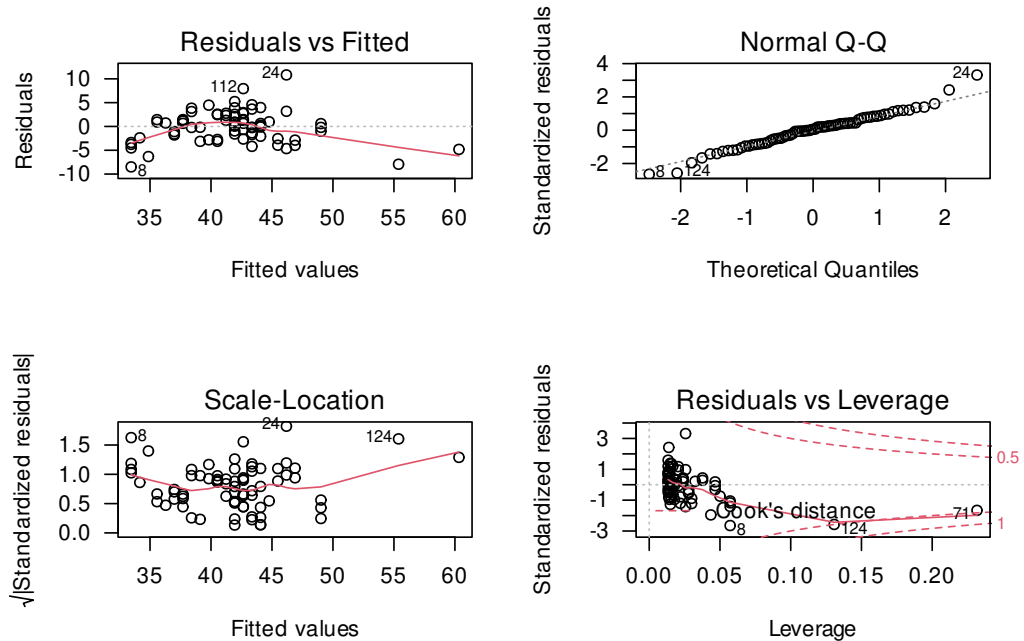 Residuals vs Fitted
Residuals
10
5
0
-5
-10
24
112
8
35 40 45 50 55 60
Fitted values
Normal Q-Q
Standardized residuals
4
2
0
-2
24
8
124
-2 -1 0 1 2
Theoretical Quantiles
Scale-Location
√|Standardized residuals|
1.5
1.0
0.5
0.0
8
24
124
35 40 45 50 55 60
Fitted values
Residuals vs Leverage
Standardized residuals
3
1
-1
-3
0.5
1
Cook's distance
71
8
124
0.00 0.05 0.10 0.15 0.20
Leverage